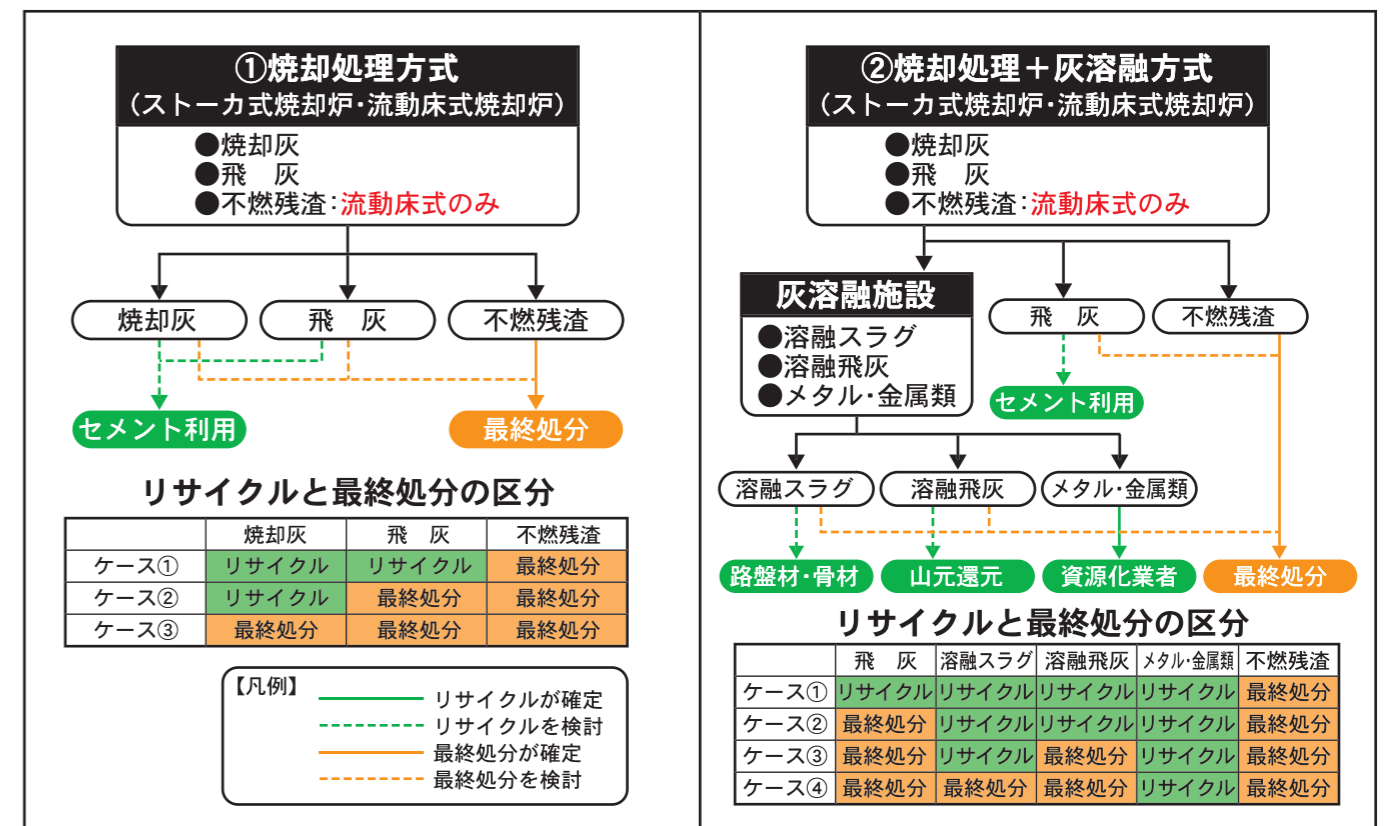 ①焼却処理方式
（ストーカ式焼却炉・流動床式焼却炉）
●焼却灰
●飛　灰
●不燃残渣：流動床式のみ
焼却灰
飛　灰
不燃残渣
セメント利用
最終処分
リサイクルと最終処分の区分
焼却灰 飛　灰 不燃残渣
ケース① リサイクル リサイクル 最終処分
ケース② リサイクル 最終処分 最終処分
ケース③ 最終処分 最終処分 最終処分
【凡例】
リサイクルが確定
リサイクルを検討
最終処分が確定
最終処分を検討
②焼却処理＋灰溶融方式
（ストーカ式焼却炉・流動床式焼却炉）
●焼却灰
●飛　灰
●不燃残渣：流動床式のみ
灰溶融施設
●溶融スラグ
●溶融飛灰
●メタル・金属類
飛　灰
不燃残渣
セメント利用
溶融スラグ
溶融飛灰
メタル・金属類
路盤材・骨材
山元還元
資源化業者
最終処分
リサイクルと最終処分の区分
飛　灰 溶融スラグ 溶融飛灰 メタル・金属類 不燃残渣
ケース① リサイクル リサイクル リサイクル リサイクル 最終処分
ケース② 最終処分 リサイクル リサイクル リサイクル 最終処分
ケース③ 最終処分 リサイクル 最終処分 リサイクル 最終処分
ケース④ 最終処分 最終処分 最終処分 リサイクル 最終処分